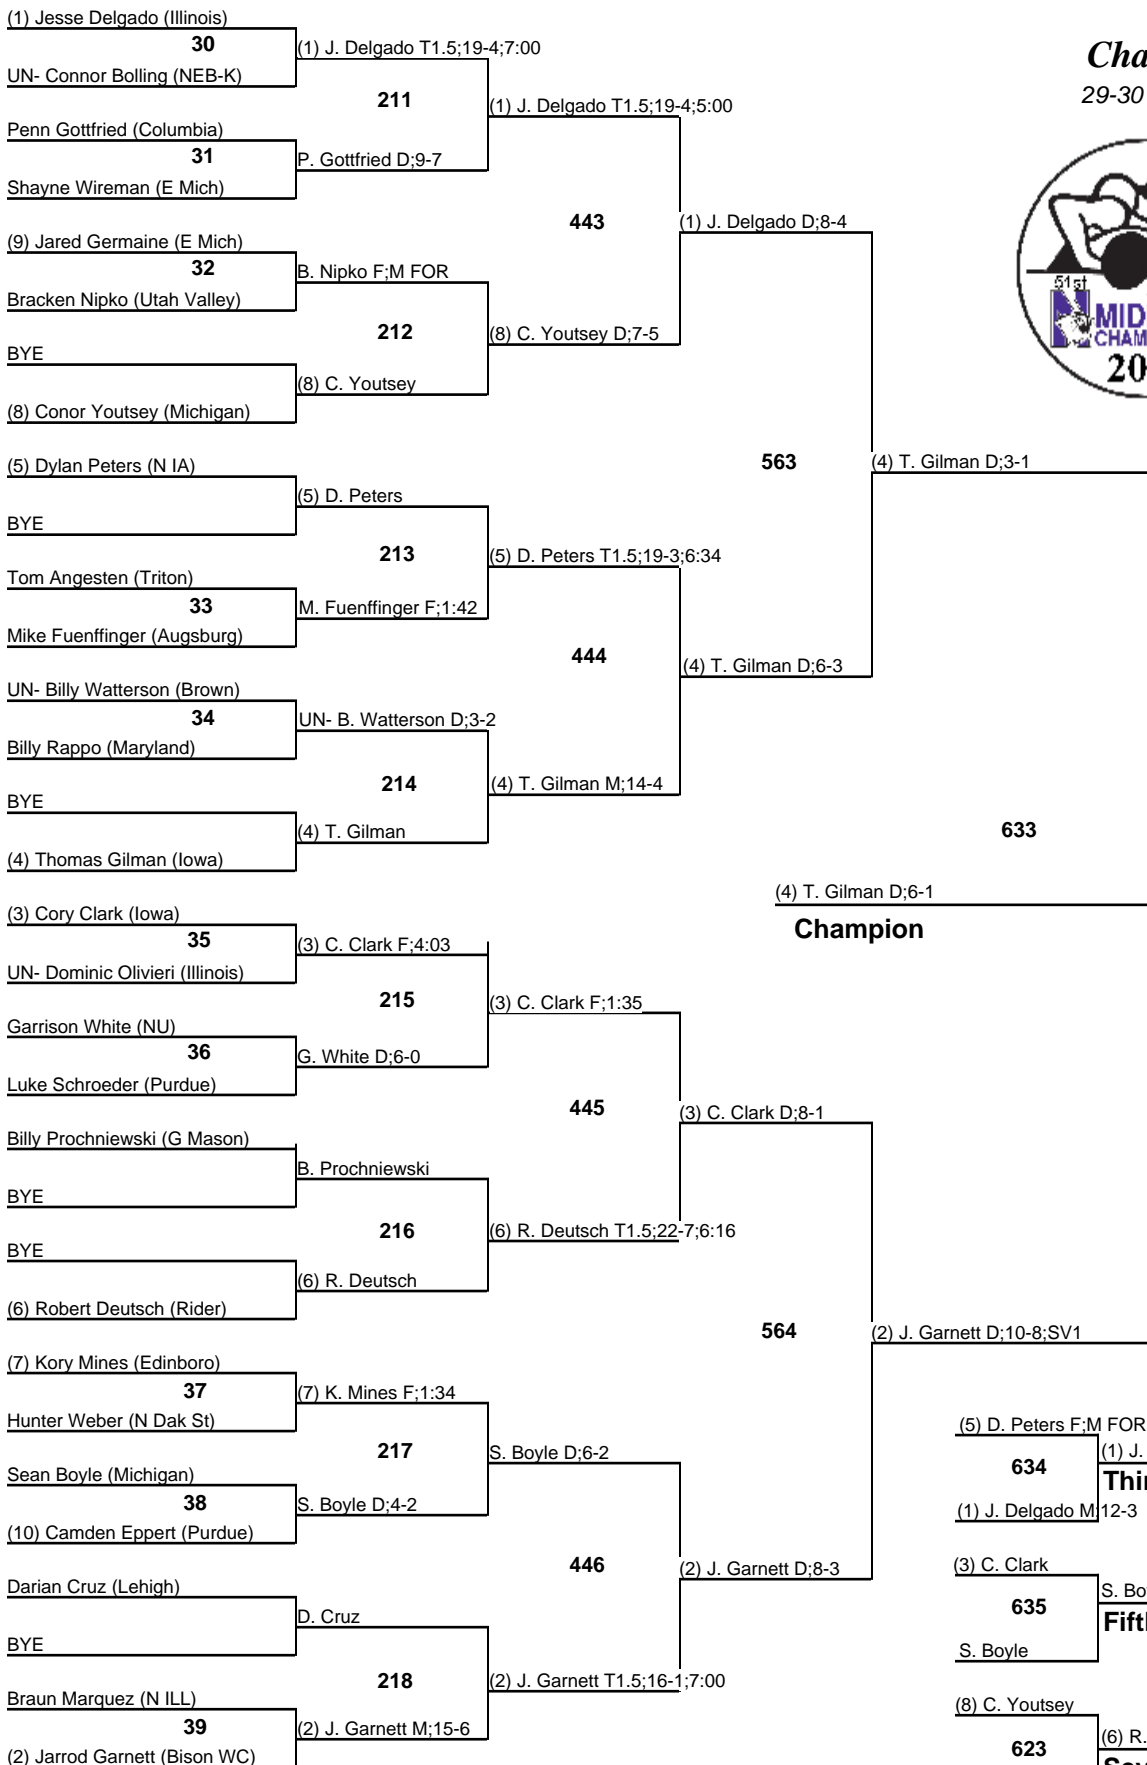 (1) Jesse Delgado (Illinois)
30
(1) J. Delgado T1.5;19-4;7:00
UN- Connor Bolling (NEB-K)
211
(1) J. Delgado T1.5;19-4;5:00
Penn Gottfried (Columbia)
31
P. Gottfried D;9-7
Shayne Wireman (E Mich)
443
(1) J. Delgado D;8-4
(9) Jared Germaine (E Mich)
32
B. Nipko F;M FOR
Bracken Nipko (Utah Valley)
212
(8) C. Youtsey D;7-5
BYE
(8) C. Youtsey
(8) Conor Youtsey (Michigan)
563
(4) T. Gilman D;3-1
(5) Dylan Peters (N IA)
(5) D. Peters
BYE
213
(5) D. Peters T1.5;19-3;6:34
Tom Angesten (Triton)
33
M. Fuenffinger F;1:42
Mike Fuenffinger (Augsburg)
444
(4) T. Gilman D;6-3
UN- Billy Watterson (Brown)
34
UN- B. Watterson D;3-2
Billy Rappo (Maryland)
214
(4) T. Gilman M;14-4
BYE
(4) T. Gilman
(4) Thomas Gilman (Iowa)
633
(4) T. Gilman D;6-1
Champion
(3) Cory Clark (Iowa)
35
(3) C. Clark F;4:03
UN- Dominic Olivieri (Illinois)
215
(3) C. Clark F;1:35
Garrison White (NU)
36
G. White D;6-0
Luke Schroeder (Purdue)
445
(3) C. Clark D;8-1
Billy Prochniewski (G Mason)
B. Prochniewski
BYE
216
(6) R. Deutsch T1.5;22-7;6:16
BYE
(6) R. Deutsch
(6) Robert Deutsch (Rider)
564
(2) J. Garnett D;10-8;SV1
(7) Kory Mines (Edinboro)
37
(7) K. Mines F;1:34
Hunter Weber (N Dak St)
217
S. Boyle D;6-2
Sean Boyle (Michigan)
38
S. Boyle D;4-2
(10) Camden Eppert (Purdue)
446
(2) J. Garnett D;8-3
Darian Cruz (Lehigh)
D. Cruz
BYE
218
(2) J. Garnett T1.5;16-1;7:00
Braun Marquez (N ILL)
39
(2) J. Garnett M;15-6
(2) Jarrod Garnett (Bison WC)
29-30
51st
N
MID
CHAM
20
(5) D. Peters F;M FOR
634
(1) J.
(1) J. Delgado M;12-3
(3) C. Clark
635
S. Boyle
(8) C. Youtsey
623
(6) R.